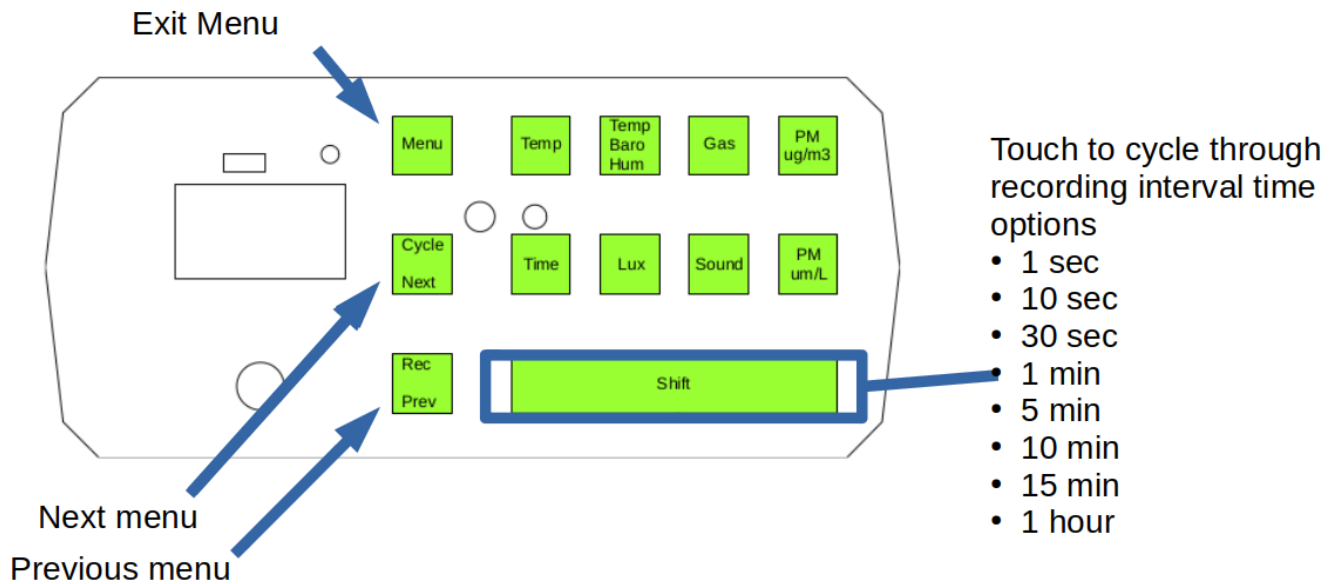 Exit Menu
Menu
Temp
Temp
Baro
Hum
Gas
PM
ug/m3
Cycle
Next
Time
Lux
Sound
PM
um/L
Rec
Prev
Shift
Next menu
Previous menu
Touch to cycle through
recording interval time
options
• 1 sec
• 10 sec
• 30 sec
• 1 min
• 5 min
• 10 min
• 15 min
• 1 hour